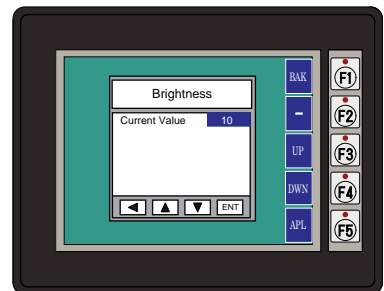 Brightness
Current Value 10
ENT
BAK
-
UP
DWN
APL
F1
F2
F3
F4
F5